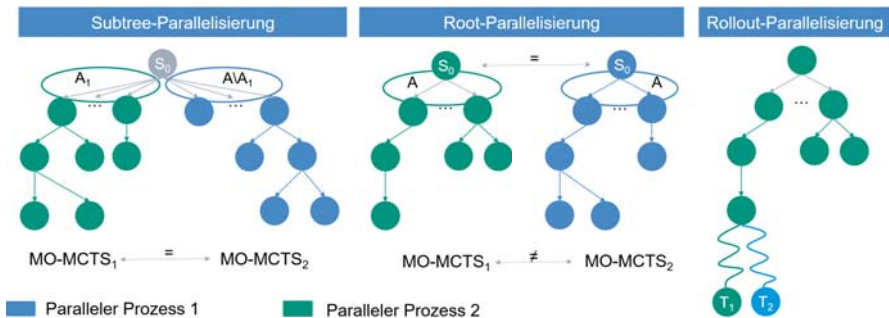 Subtree-Parallelisierung
Root-Parallelisierung
Rollout-Parallelisierung
S0
A1
A\A1
...
...
MO-MCTS1
=
MO-MCTS2
S0
=
S0
A
A
...
...
MO-MCTS1
≠
MO-MCTS2
...
T1
T2
Paralleler Prozess 1
Paralleler Prozess 2